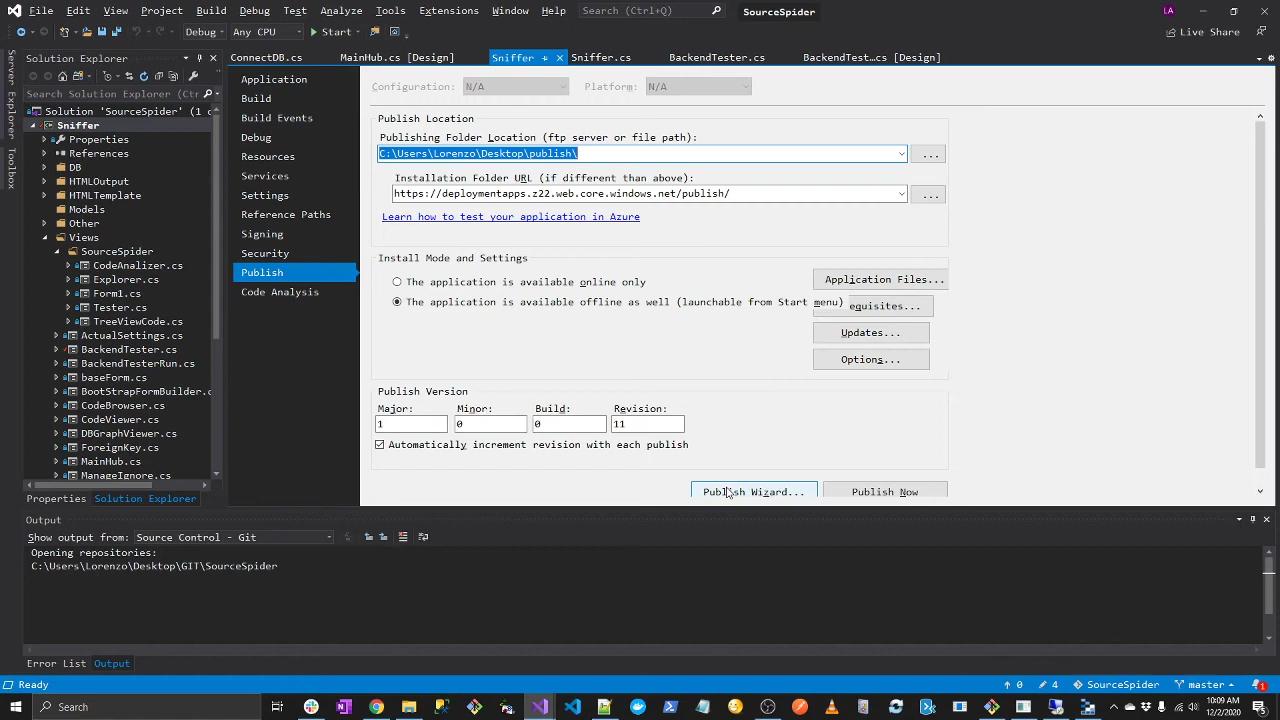 File Edit View Project Build Debug Test Analyze Tools Extensions Window Help Search (Ctrl+Q) SourceSpider LA
Debug Any CPU Start Live Share
Server Explorer
Toolbox
Solution Explorer
Search Solution Explorer (Ctr
Solution 'SourceSpider' (1 c
Sniffer
Properties
References
DB
HTMLOutput
HTMLTemplate
Models
Other
Views
SourceSpider
CodeAnalizer.cs
Explorer.cs
Form1.cs
Tester.cs
TreeViewCode.cs
ActualSettings.cs
BackendTester.cs
BackendTesterRun.cs
baseForm.cs
BootStrapFormBuilder.c
CodeBrowser.cs
CodeViewer.cs
DBGraphViewer.cs
ForeignKey.cs
MainHub.cs
ManageIgnore.cs
Properties Solution Explorer
ConnectDB.cs MainHub.cs [Design] Sniffer Sniffer.cs BackendTester.cs BackendTest…cs [Design]
Application
Build
Build Events
Debug
Resources
Services
Settings
Reference Paths
Signing
Security
Publish
Code Analysis
Configuration: N/A Platform: N/A
Publish Location
Publishing Folder Location (ftp server or file path):
C:\Users\Lorenzo\Desktop\publish\ ...
Installation Folder URL (if different than above):
https://deploymentapps.z22.web.core.windows.net/publish/ ...
Learn how to test your application in Azure
Install Mode and Settings
The application is available online only
The application is available offline as well (launchable from Start menu)
Application Files...
equisites...
Updates...
Options...
Publish Version
Major: Minor: Build: Revision:
1 0 0 11
Automatically increment revision with each publish
Publish Wizard... Publish Now
Output
Show output from: Source Control - Git
Opening repositories:
C:\Users\Lorenzo\Desktop\GIT\SourceSpider
Error List Output
Ready 0 4 SourceSpider master 1
Search
10:09 AM
12/2/2020